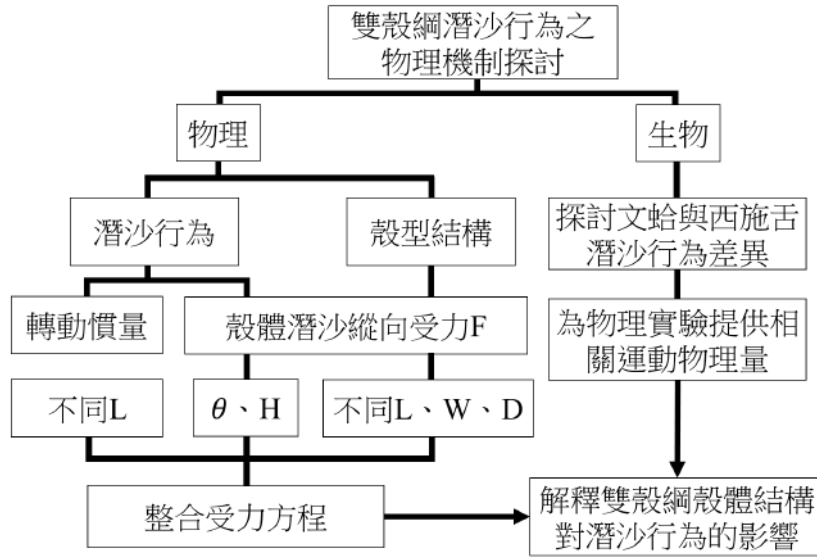 雙殼綱潛沙行為之
物理機制探討
物理
生物
潛沙行為
殼型結構
探討文蛤與西施舌
潛沙行為差異
轉動慣量
殼體潛沙縱向受力F
為物理實驗提供相
關運動物理量
不同L
θ、H
不同L、W、D
整合受力方程
解釋雙殼綱殼體結構
對潛沙行為的影響